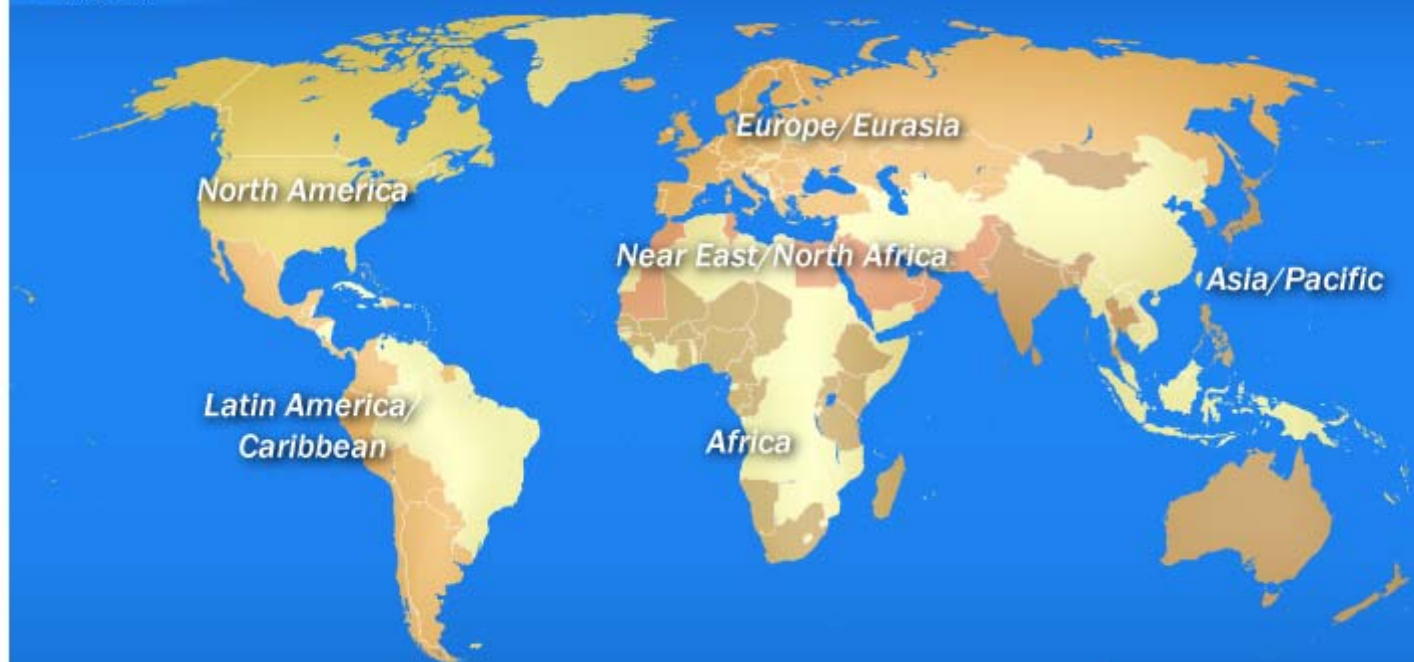 Europe/Eurasia
North America
Near East/North Africa
Asia/Pacific
Latin America/
Caribbean
Africa